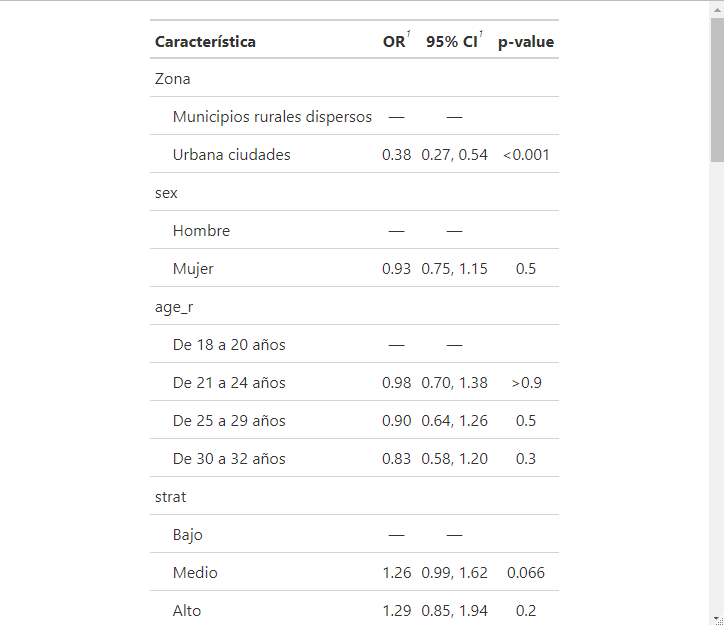 Característica OR1 95% CI1 p-value
Zona
Municipios rurales dispersos — —
Urbana ciudades 0.38 0.27, 0.54 <0.001
sex
Hombre — —
Mujer 0.93 0.75, 1.15 0.5
age_r
De 18 a 20 años — —
De 21 a 24 años 0.98 0.70, 1.38 >0.9
De 25 a 29 años 0.90 0.64, 1.26 0.5
De 30 a 32 años 0.83 0.58, 1.20 0.3
strat
Bajo — —
Medio 1.26 0.99, 1.62 0.066
Alto 1.29 0.85, 1.94 0.2